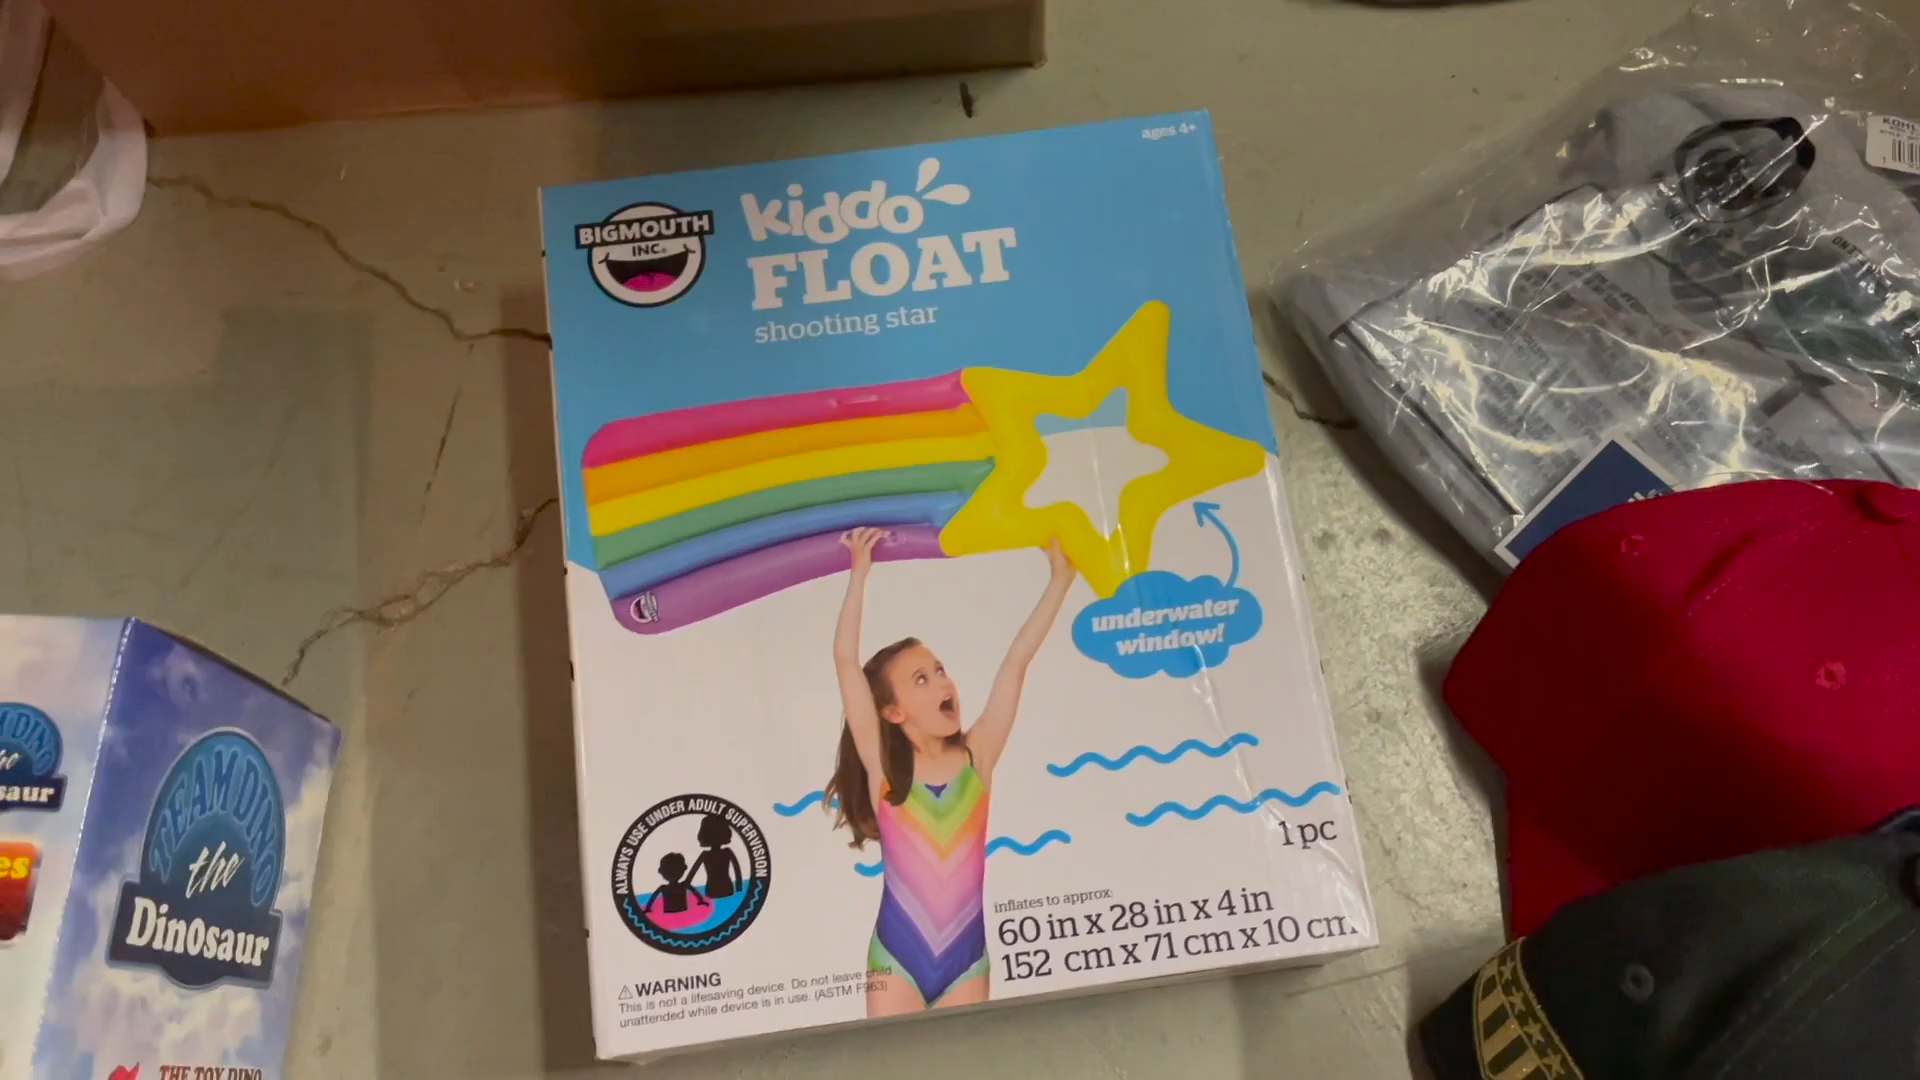 ages 4+
BIGMOUTH
INC.
kiddo
FLOAT
shooting star
underwater
window!
ALWAYS USE UNDER ADULT SUPERVISION
1 pc
inflates to approx:
60 in x 28 in x 4 in
152 cm x 71 cm x 10 cm
WARNING
This is not a lifesaving device. Do not leave child
unattended while device is in use. (ASTM F963)
TEAM DINO
the
Dinosaur
THE TOY DINO
saur
es
KOHL